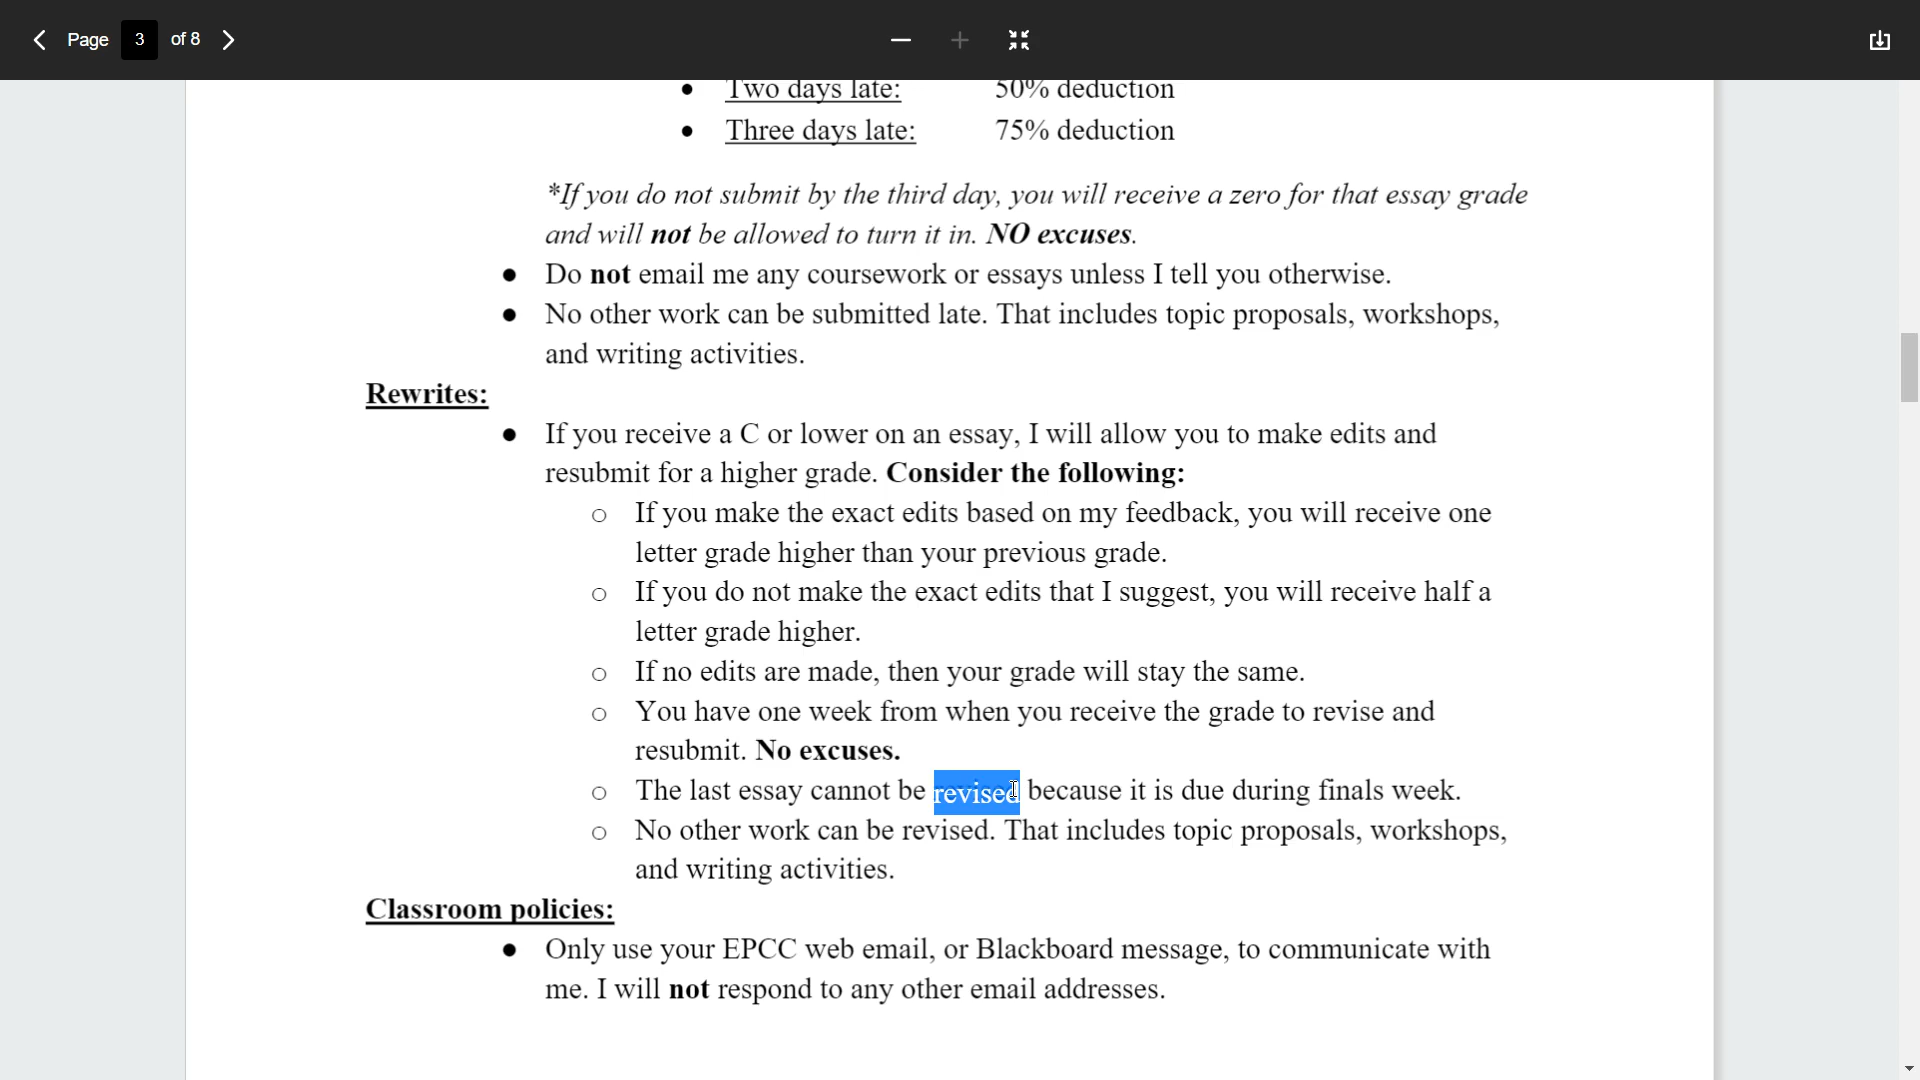 Page 3 of 8
Two days late: 50% deduction
Three days late: 75% deduction
*If you do not submit by the third day, you will receive a zero for that essay grade
and will not be allowed to turn it in. NO excuses.
Do not email me any coursework or essays unless I tell you otherwise.
No other work can be submitted late. That includes topic proposals, workshops,
and writing activities.
Rewrites:
If you receive a C or lower on an essay, I will allow you to make edits and
resubmit for a higher grade. Consider the following:
If you make the exact edits based on my feedback, you will receive one
letter grade higher than your previous grade.
If you do not make the exact edits that I suggest, you will receive half a
letter grade higher.
If no edits are made, then your grade will stay the same.
You have one week from when you receive the grade to revise and
resubmit. No excuses.
The last essay cannot be revised because it is due during finals week.
No other work can be revised. That includes topic proposals, workshops,
and writing activities.
Classroom policies:
Only use your EPCC web email, or Blackboard message, to communicate with
me. I will not respond to any other email addresses.